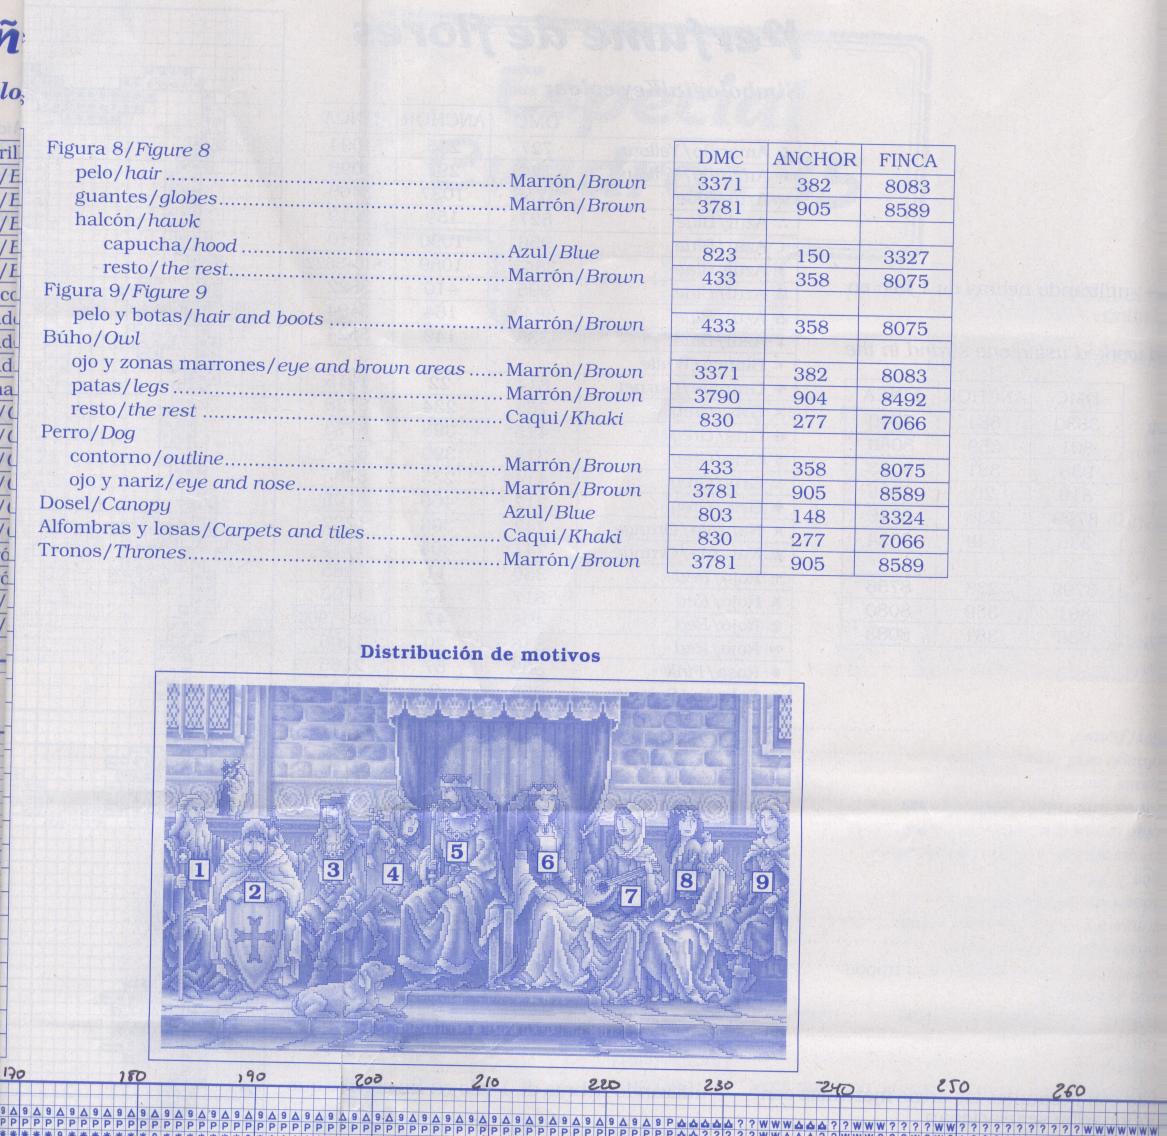 Figura 8/Figure 8
DMC ANCHOR FINCA
pelo/hair ........ Marrón/Brown 3371 382 8083
guantes/globes ........ Marrón/Brown 3781 905 8589
halcón/hawk
capucha/hood ........ Azul/Blue 823 150 3327
resto/the rest ........ Marrón/Brown 433 358 8075
Figura 9/Figure 9
pelo y botas/hair and boots ........ Marrón/Brown 433 358 8075
Búho/Owl
ojo y zonas marrones/eye and brown areas ...... Marrón/Brown 3371 382 8083
patas/legs ........ Marrón/Brown 3790 904 8492
resto/the rest ........ Caqui/Khaki 830 277 7066
Perro/Dog
contorno/outline ........ Marrón/Brown 433 358 8075
ojo y nariz/eye and nose ........ Marrón/Brown 3781 905 8589
Dosel/Canopy Azul/Blue 803 148 3324
Alfombras y losas/Carpets and tiles ........ Caqui/Khaki 830 277 7066
Tronos/Thrones ........ Marrón/Brown 3781 905 8589
Distribución de motivos
1 2 3 4 5 6 7 8 9
170 180 190 200 210 220 230 240 250 260